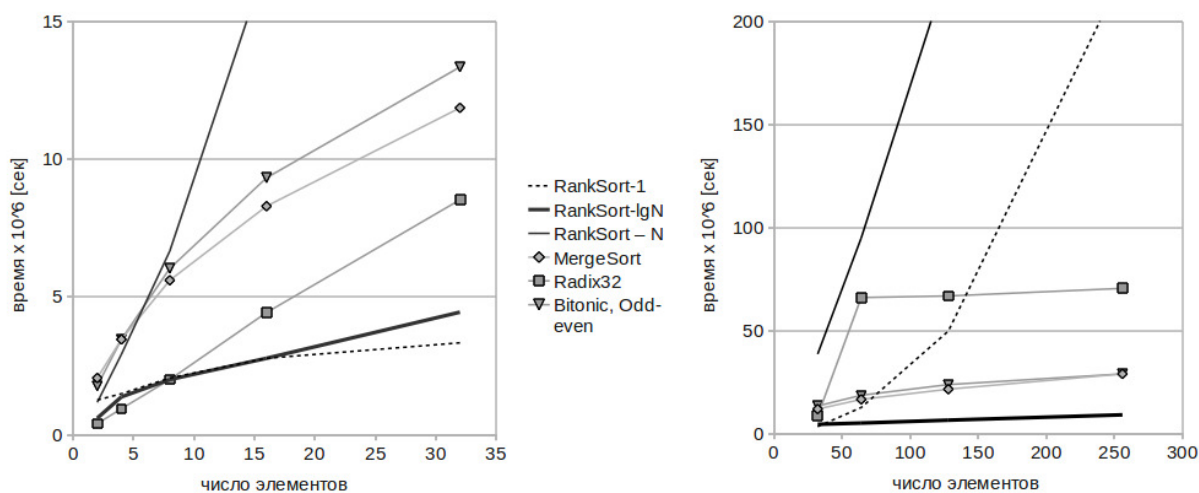 15
10
5
0
0 5 10 15 20 25 30 35
время x 10^6 [сек]
число элементов
RankSort-1
RankSort-lgN
RankSort – N
MergeSort
Radix32
Bitonic, Odd-
even
200
150
100
50
0
0 50 100 150 200 250 300
время x 10^6 [сек]
число элементов